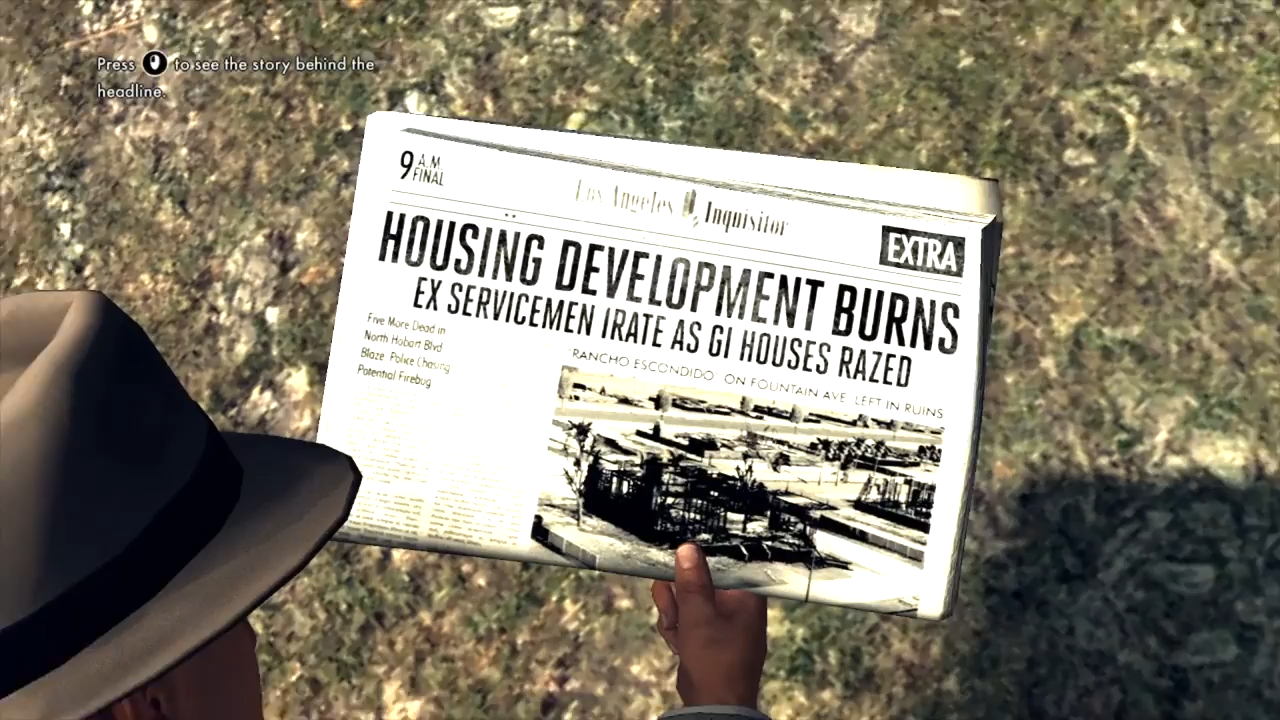 Press to see the story behind the
headline.
9 A.M.
FINAL
Los Angeles Inquisitor
EXTRA
HOUSING DEVELOPMENT BURNS
EX SERVICEMEN IRATE AS GI HOUSES RAZED
Five More Dead in
North Hobart Blvd
Blaze. Police Chasing
Potential Firebug
'RANCHO ESCONDIDO' ON FOUNTAIN AVE. LEFT IN RUINS